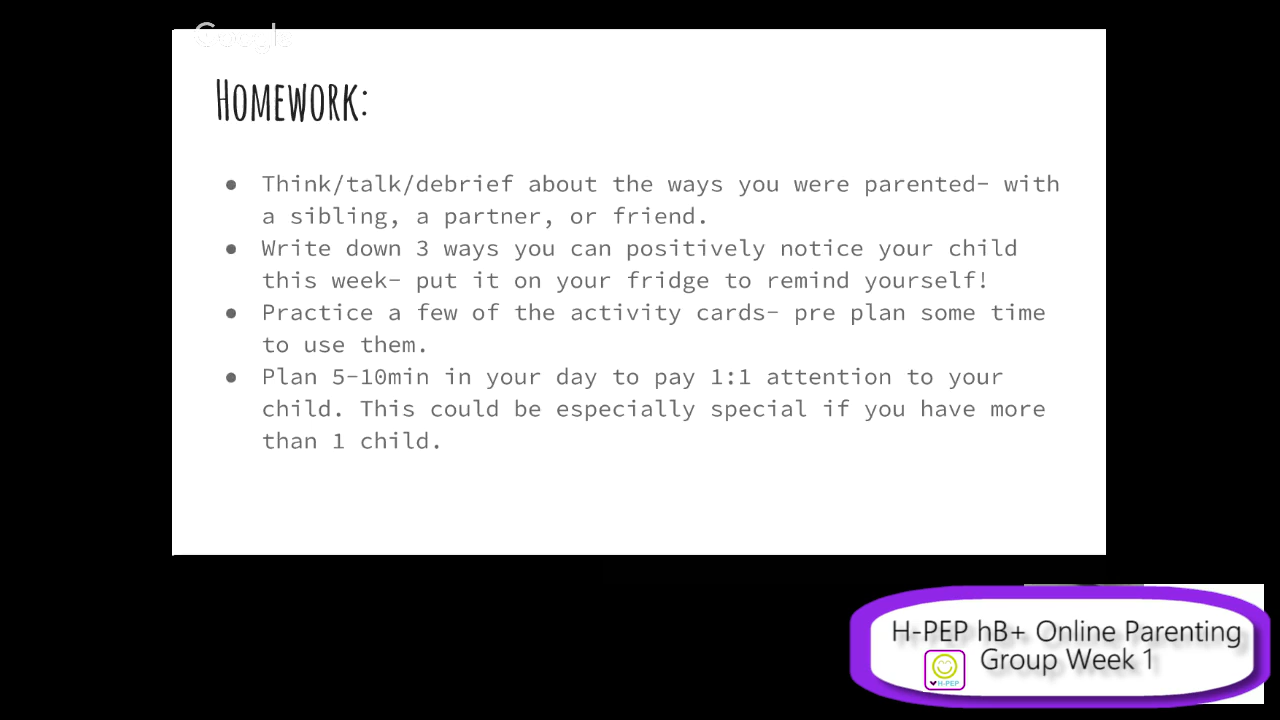 Google
Homework:
● Think/talk/debrief about the ways you were parented- with
a sibling, a partner, or friend.
● Write down 3 ways you can positively notice your child
this week- put it on your fridge to remind yourself!
● Practice a few of the activity cards- pre plan some time
to use them.
● Plan 5-10min in your day to pay 1:1 attention to your
child. This could be especially special if you have more
than 1 child.
H-PEP hB+ Online Parenting
Group Week 1
H-PEP